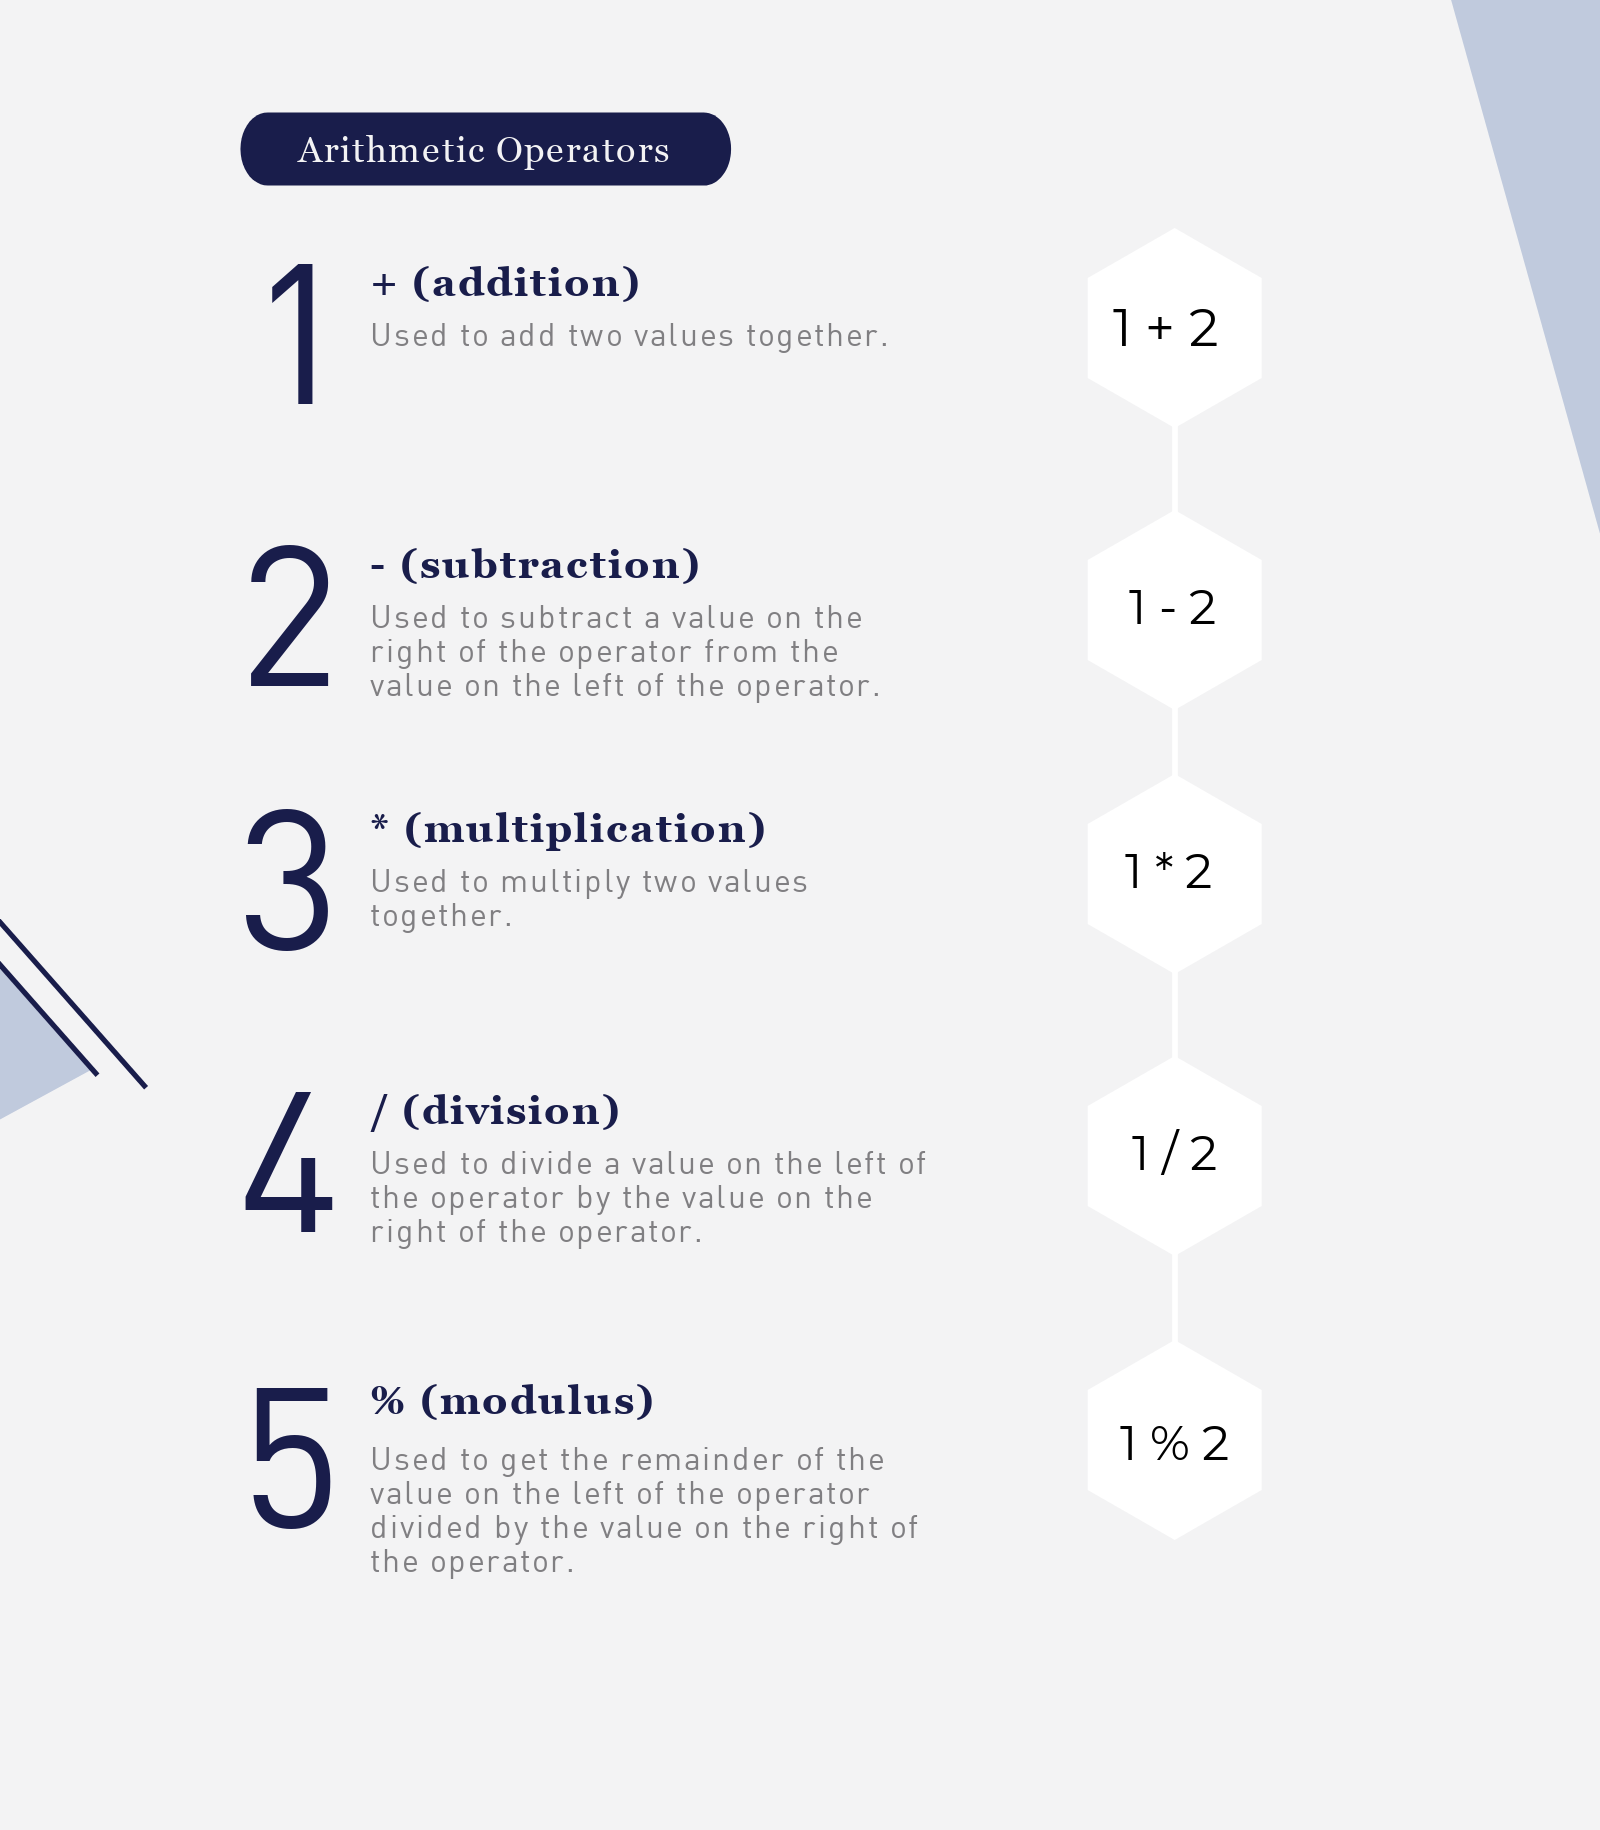 Arithmetic Operators
1
+ (addition)
Used to add two values together.
1 + 2
2
- (subtraction)
Used to subtract a value on the
right of the operator from the
value on the left of the operator.
1 - 2
3
* (multiplication)
Used to multiply two values
together.
1 * 2
4
/ (division)
Used to divide a value on the left of
the operator by the value on the
right of the operator.
1 / 2
5
% (modulus)
Used to get the remainder of the
value on the left of the operator
divided by the value on the right of
the operator.
1 % 2